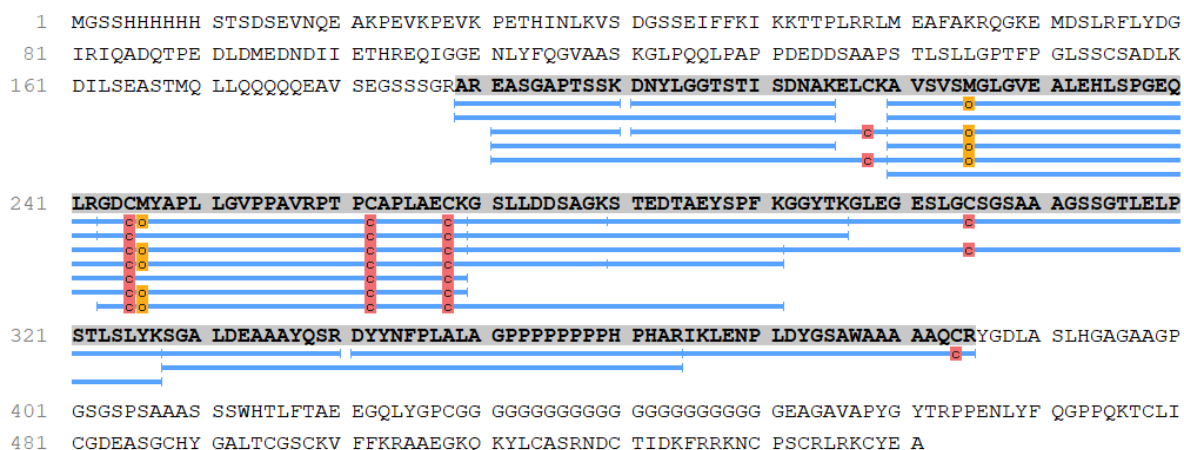 1 MGSSHHHHHH STSDSEVNQE AKPEVKPEVK PETHINLKVS DGSSEIFFKI KKTTPLRRLM EAFAKRQGKE MDSLRFLYDG
81 IRIQADQTPE DLDMEDNDII ETHREQIGGE NLYFQGVAAS KGLPQQLPAP PDEDDSAAPS TLSLLGPTFP GLSSCSADLK
161 DILSEASTMQ LLQQQQQEAV SEGSSSGRAR EASGAPTSSK DNYLGGTSTI SDNAKELCKA VSVSMGLGVE ALEHLSPGEQ
o
c o
o
c o
241 LRGDCMYAPL LGVPPAVRPT PCAPLAECKG SLLDDSAGKS TEDTAEYSPF KGGYTKGLEG ESLGCSGSAA AGSSGTLELP
c o c c c
c c c
c o c c c
c o c c
c c c
c o c c
c o c c
321 STLSLYKSGA LDEAAAYQSR DYYNFPLALA GPPPPPPPPH PHARIKLENP LDYGSAWAAA AAQCRYGDLA SLHGAGAAGP
c
401 GSGSPSAAAS SSWHTLFTAE EGQLYGPCGG GGGGGGGGGG GGGGGGGGGG GEAGAVAPYG YTRPPENLYF QGPPQKTCLI
481 CGDEASGCHY GALTCGSCKV FFKRAAEGKQ KYLCASRNDC TIDKFRRKNC PSCRLRKCYE A